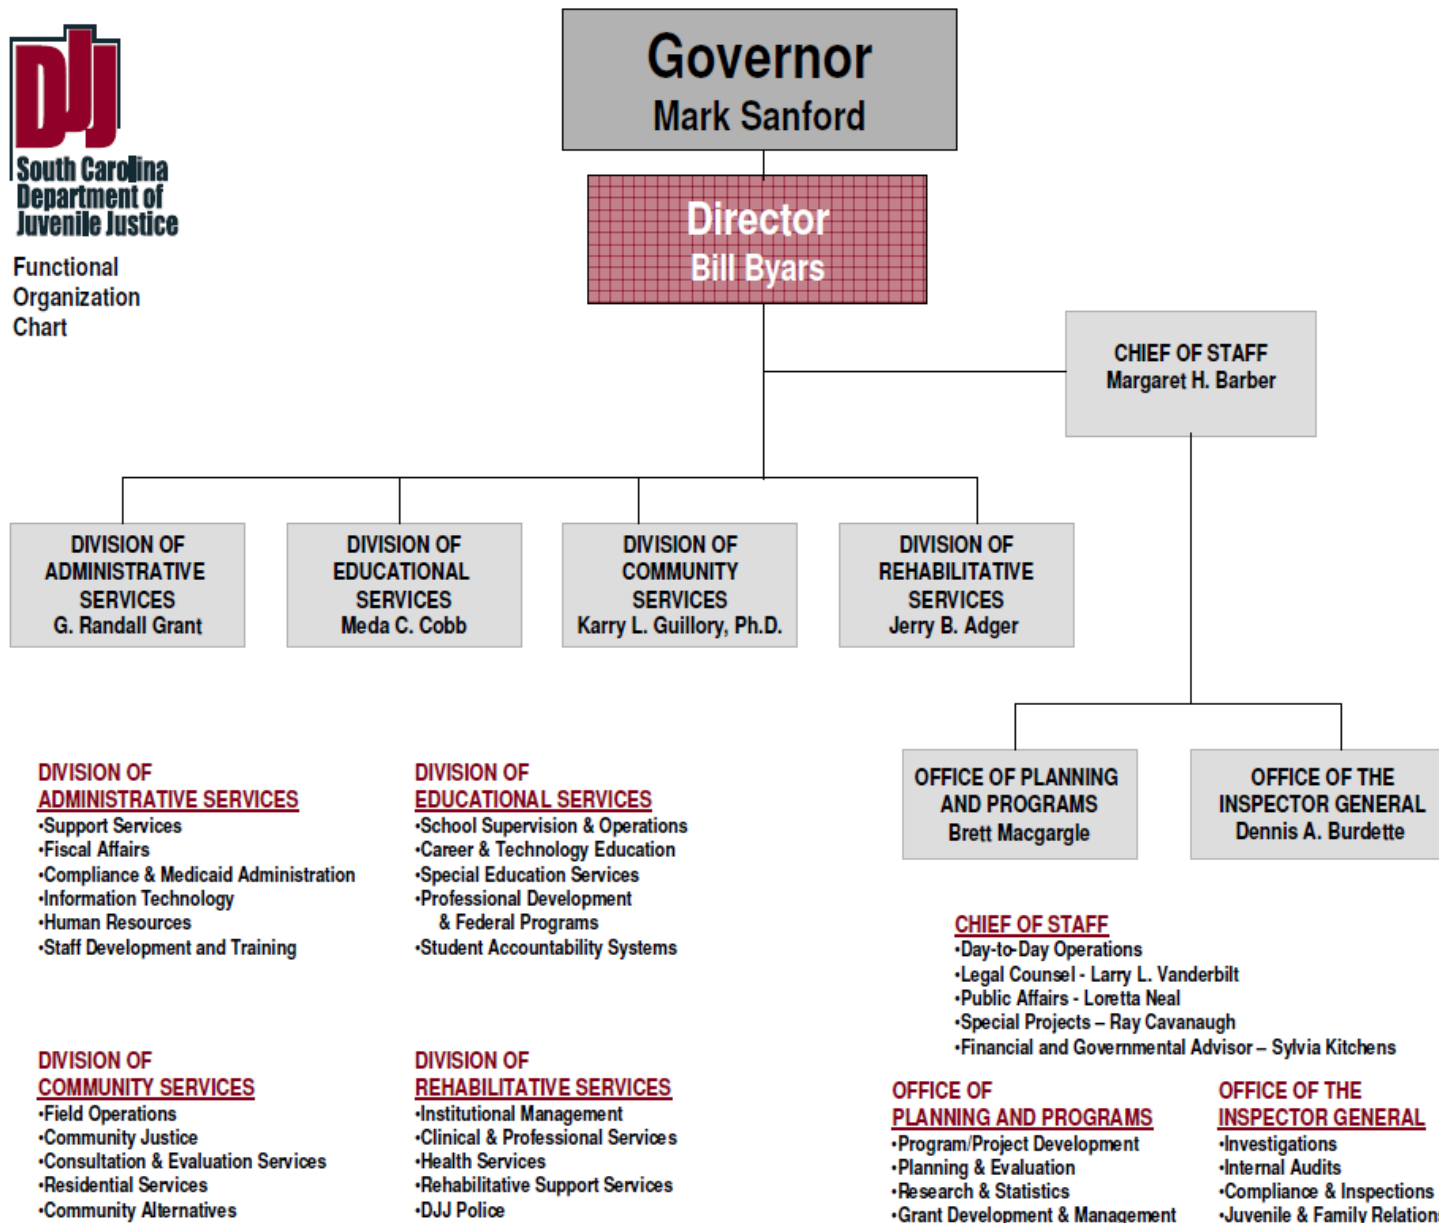 DJJ
South Carolina
Department of
Juvenile Justice
Functional
Organization
Chart
Governor
Mark Sanford
Director
Bill Byars
CHIEF OF STAFF
Margaret H. Barber
DIVISION OF
ADMINISTRATIVE
SERVICES
G. Randall Grant
DIVISION OF
EDUCATIONAL
SERVICES
Meda C. Cobb
DIVISION OF
COMMUNITY
SERVICES
Karry L. Guillory, Ph.D.
DIVISION OF
REHABILITATIVE
SERVICES
Jerry B. Adger
OFFICE OF PLANNING
AND PROGRAMS
Brett Macgargle
OFFICE OF THE
INSPECTOR GENERAL
Dennis A. Burdette
DIVISION OF
ADMINISTRATIVE SERVICES
•Support Services
•Fiscal Affairs
•Compliance & Medicaid Administration
•Information Technology
•Human Resources
•Staff Development and Training
DIVISION OF
EDUCATIONAL SERVICES
•School Supervision & Operations
•Career & Technology Education
•Special Education Services
•Professional Development
& Federal Programs
•Student Accountability Systems
CHIEF OF STAFF
•Day-to-Day Operations
•Legal Counsel - Larry L. Vanderbilt
•Public Affairs - Loretta Neal
•Special Projects – Ray Cavanaugh
•Financial and Governmental Advisor – Sylvia Kitchens
DIVISION OF
COMMUNITY SERVICES
•Field Operations
•Community Justice
•Consultation & Evaluation Services
•Residential Services
•Community Alternatives
DIVISION OF
REHABILITATIVE SERVICES
•Institutional Management
•Clinical & Professional Services
•Health Services
•Rehabilitative Support Services
•DJJ Police
OFFICE OF
PLANNING AND PROGRAMS
•Program/Project Development
•Planning & Evaluation
•Research & Statistics
•Grant Development & Management
OFFICE OF THE
INSPECTOR GENERAL
•Investigations
•Internal Audits
•Compliance & Inspections
•Juvenile & Family Relations